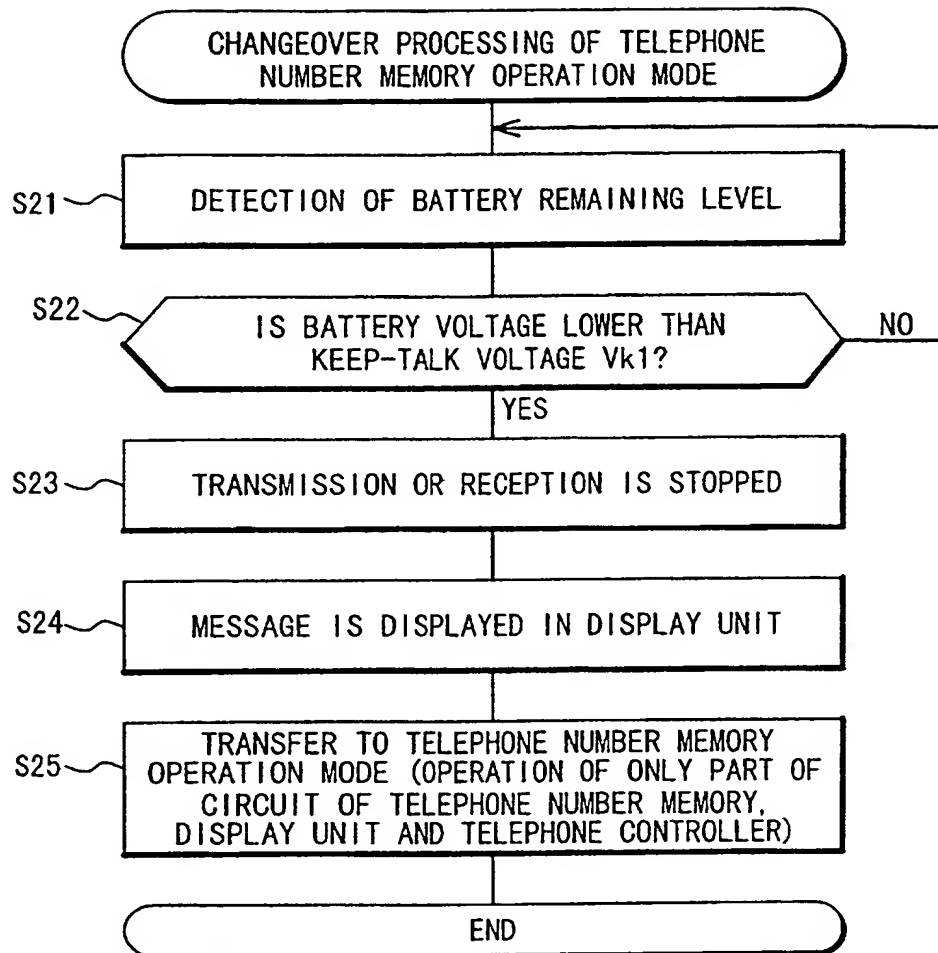 CHANGEOVER PROCESSING OF TELEPHONE
NUMBER MEMORY OPERATION MODE
S21
DETECTION OF BATTERY REMAINING LEVEL
S22
IS BATTERY VOLTAGE LOWER THAN
KEEP-TALK VOLTAGE Vk1?
NO
YES
S23
TRANSMISSION OR RECEPTION IS STOPPED
S24
MESSAGE IS DISPLAYED IN DISPLAY UNIT
S25
TRANSFER TO TELEPHONE NUMBER MEMORY
OPERATION MODE (OPERATION OF ONLY PART OF
CIRCUIT OF TELEPHONE NUMBER MEMORY,
DISPLAY UNIT AND TELEPHONE CONTROLLER)
END